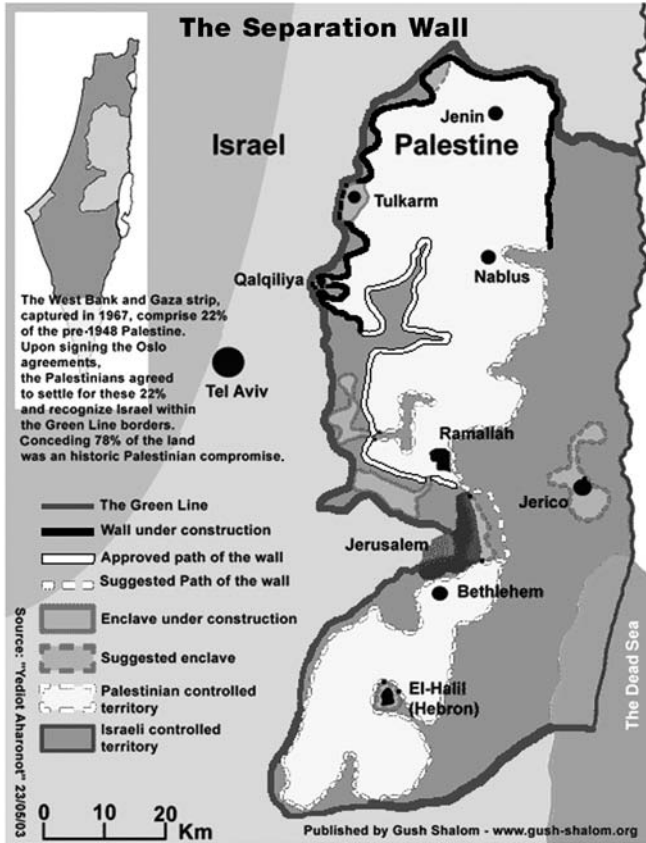 The Separation Wall
Israel
Palestine
Jenin
Tulkarm
Qalqiliya
Nablus
The West Bank and Gaza strip,
captured in 1967, comprise 22%
of the pre-1948 Palestine.
Upon signing the Oslo
agreements,
the Palestinians agreed
to settle for these 22%
and recognize Israel within
the Green Line borders.
Conceding 78% of the land
was an historic Palestinian compromise.
Tel Aviv
Ramallah
Jerico
Jerusalem
Bethlehem
El-Halil
(Hebron)
The Dead Sea
The Green Line
Wall under construction
Approved path of the wall
Suggested Path of the wall
Enclave under construction
Suggested enclave
Palestinian controlled
territory
Israeli controlled
territory
Source: "Yediot Aharonot" 23/05/03
0 10 20
Km
Published by Gush Shalom - www.gush-shalom.org